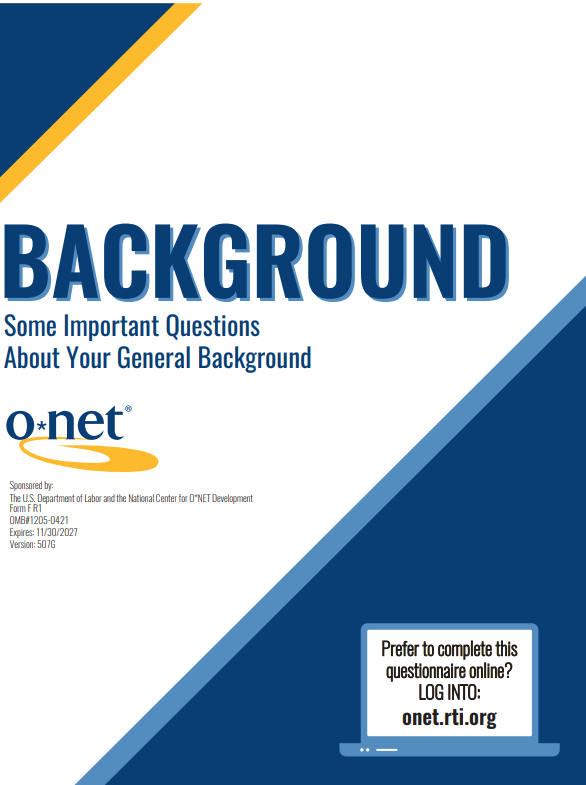 BACKGROUND
Some Important Questions
About Your General Background
o*net®
Sponsored by:
The U.S. Department of Labor and the National Center for O*NET Development
Form F R1
OMB#1205-0421
Expires: 11/30/2027
Version: 507G
Prefer to complete this
questionnaire online?
LOG INTO:
onet.rti.org